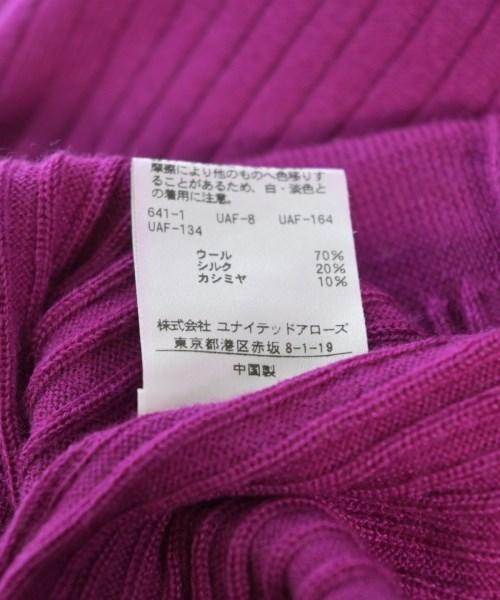 摩擦により他のものへ色移りす
ることがあるため、白・淡色と
の着用に注意。
641-1 UAF-8 UAF-164
UAF-134
ウール 70%
シルク 20%
カシミヤ 10%
株式会社 ユナイテッドアローズ
東京都港区赤坂 8-1-19
中国製